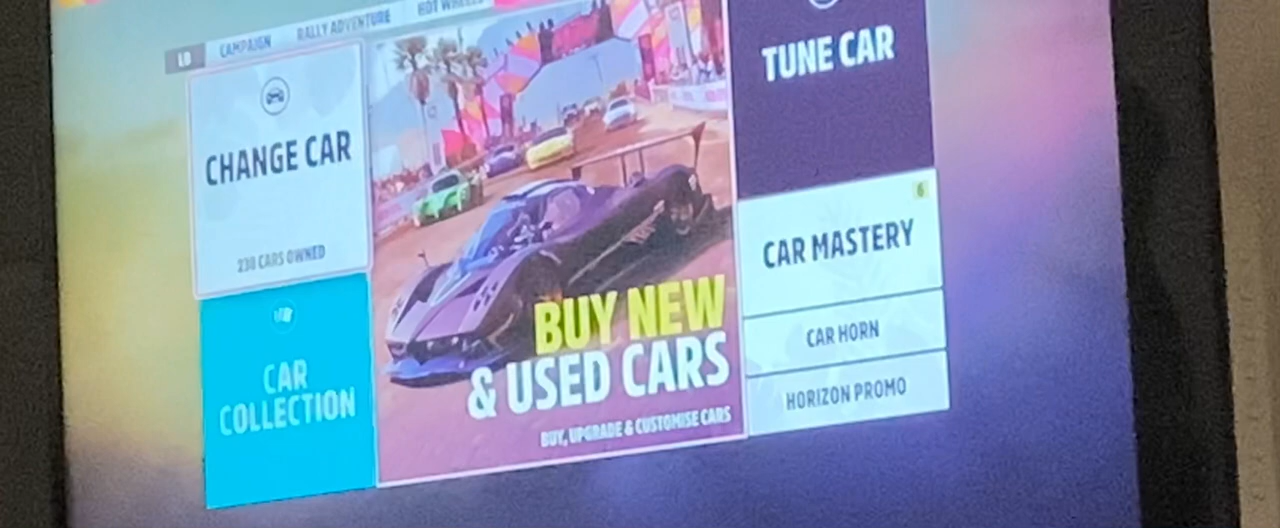 LB CAMPAIGN RALLY ADVENTURE HOT WHEELS
CHANGE CAR
230 CARS OWNED
CAR
COLLECTION
BUY NEW
& USED CARS
BUY, UPGRADE & CUSTOMISE CARS
TUNE CAR
6
CAR MASTERY
CAR HORN
HORIZON PROMO